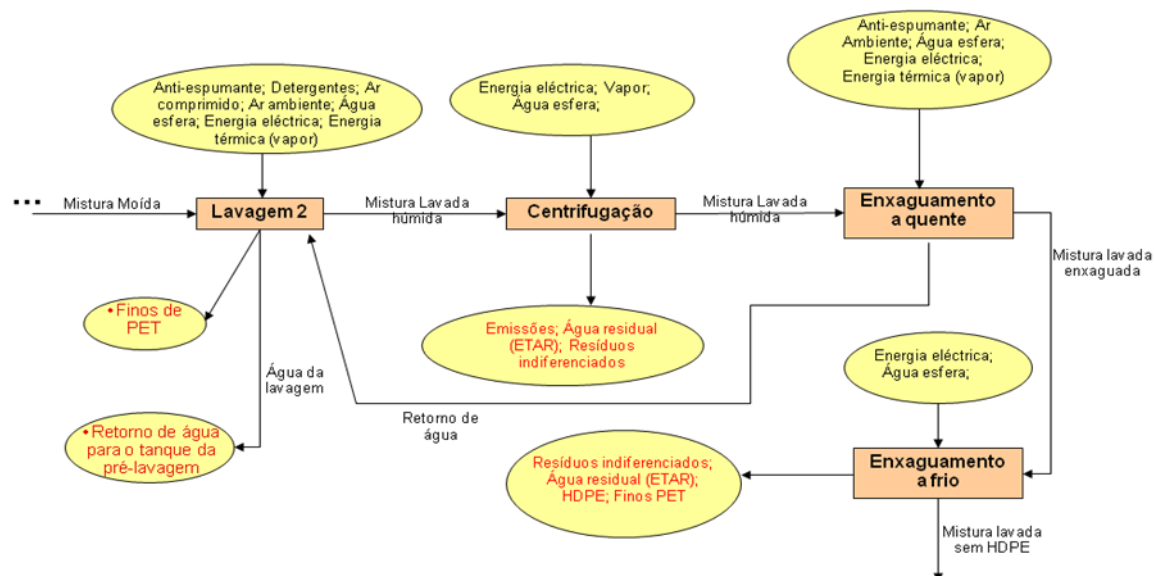 Anti-espumante; Ar
Ambiente; Água esfera;
Energia eléctrica;
Energia térmica (vapor)
Anti-espumante; Detergentes; Ar
comprimido; Ar ambiente; Água
esfera; Energia eléctrica; Energia
térmica (vapor)
Energia eléctrica; Vapor;
Água esfera;
...
Mistura Moída
Lavagem 2
Mistura Lavada
húmida
Centrifugação
Mistura Lavada
húmida
Enxaguamento
a quente
Mistura lavada
enxaguada
•Finos de
PET
Emissões; Água residual
(ETAR); Resíduos
indiferenciados
Água da
lavagem
Energia eléctrica;
Água esfera;
Retorno de
água
•Retorno de água
para o tanque da
pré-lavagem
Resíduos indiferenciados;
Água residual (ETAR);
HDPE; Finos PET
Enxaguamento
a frio
Mistura lavada
sem HDPE